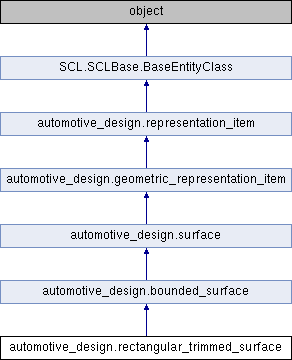 object
SCL.SCLBase.BaseEntityClass
automotive_design.representation_item
automotive_design.geometric_representation_item
automotive_design.surface
automotive_design.bounded_surface
automotive_design.rectangular_trimmed_surface